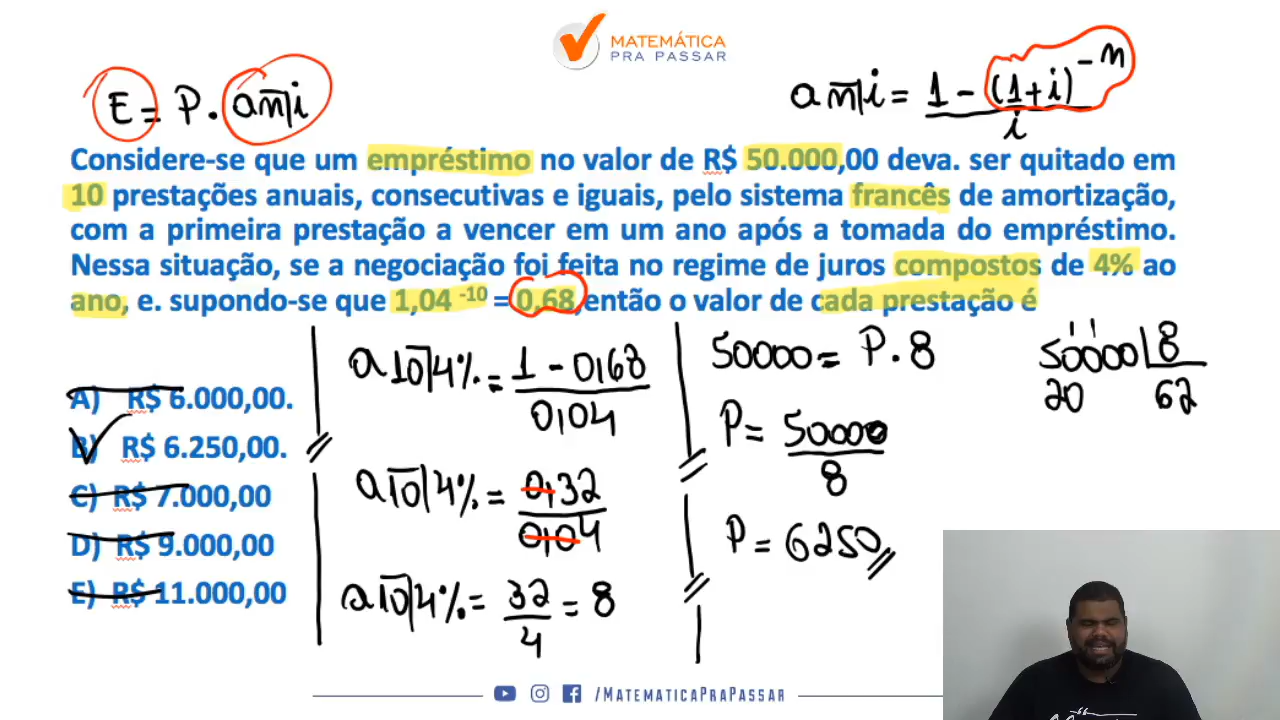 MATEMÁTICA
PRA PASSAR
E = P. an̅|i
an̅|i = 1 - (1+i)^-n / i
Considere-se que um empréstimo no valor de R$ 50.000,00 deva. ser quitado em
10 prestações anuais, consecutivas e iguais, pelo sistema francês de amortização,
com a primeira prestação a vencer em um ano após a tomada do empréstimo.
Nessa situação, se a negociação foi feita no regime de juros compostos de 4% ao
ano, e. supondo-se que 1,04 ⁻¹⁰ = 0,68,então o valor de cada prestação é
A) R$ 6.000,00.
B) R$ 6.250,00.
C) R$ 7.000,00
D) R$ 9.000,00
E) R$ 11.000,00
a10|4% = 1 - 0,68 / 0,04
a10|4% = 0,32 / 0,04
a10|4% = 32 / 4 = 8
50000 = P. 8
P = 50000 / 8
P = 6250
50000 | 8
20 62
/MATEMATICAPRAPASSAR